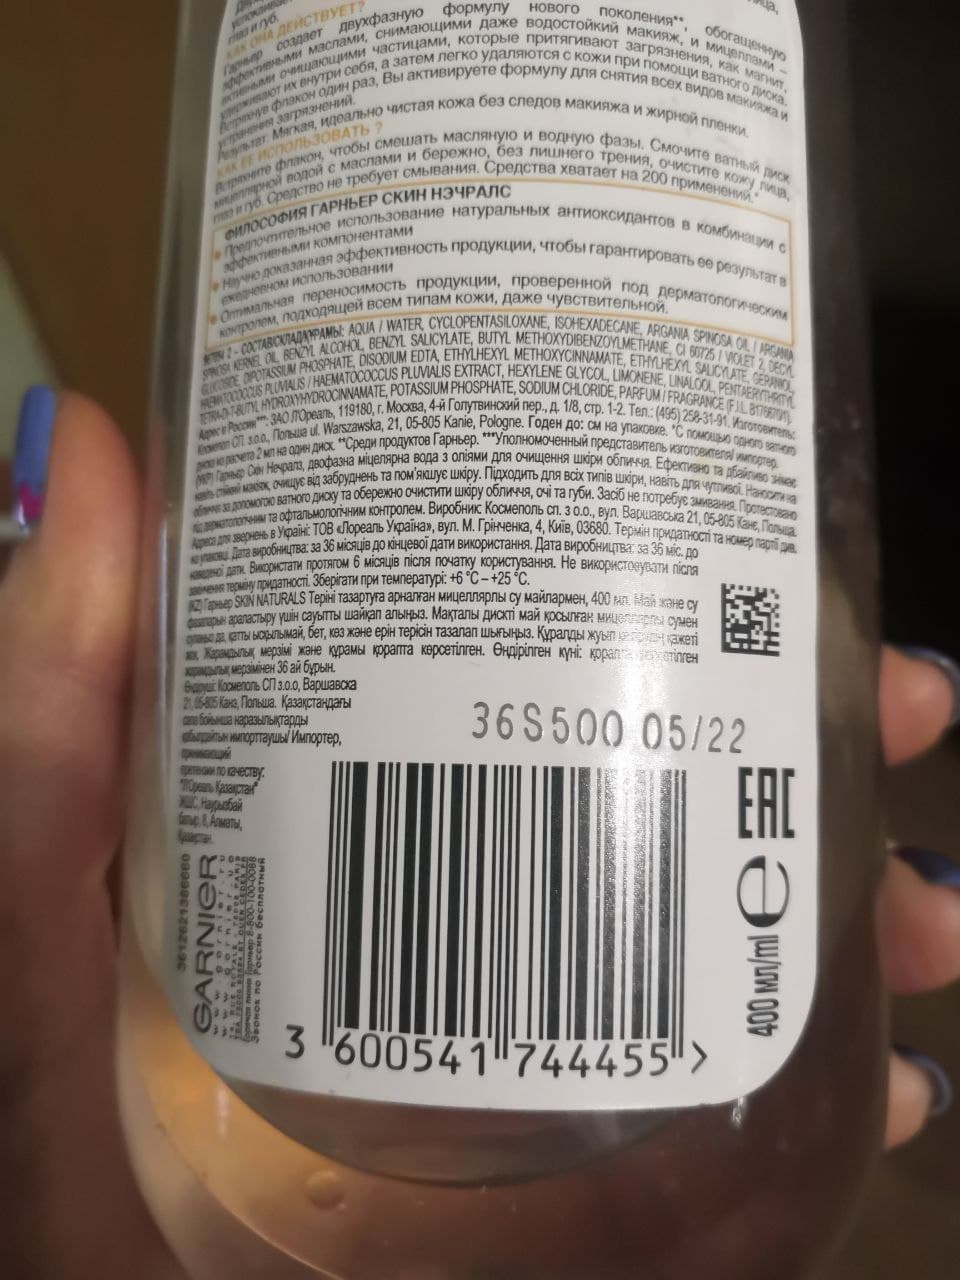 глаз и губ.
КАК ОНА ДЕЙСТВУЕТ?
Гарньер создает двухфазную формулу нового поколения**, обогащенную
эффективными маслами, снимающими даже водостойкий макияж, и мицеллами –
активными очищающими частицами, которые притягивают загрязнения, как магнит,
удерживают их внутри себя, а затем легко удаляются с кожи при помощи ватного диска.
Встряхнув флакон один раз, Вы активируете формулу для снятия всех видов макияжа и
устранения загрязнений.
Результат: Мягкая, идеально чистая кожа без следов макияжа и жирной пленки.
КАК ЕЕ ИСПОЛЬЗОВАТЬ ?
Встряхните флакон, чтобы смешать масляную и водную фазы. Смочите ватный диск
мицеллярной водой с маслами и бережно, без лишнего трения, очистите кожу лица,
глаз и губ. Средство не требует смывания. Средства хватает на 200 применений.*
ФИЛОСОФИЯ ГАРНЬЕР СКИН НЭЧРАЛС
• Предпочтительное использование натуральных антиоксидантов в комбинации с
эффективными компонентами
• Научно доказанная эффективность продукции, чтобы гарантировать ее результат в
ежедневном использовании
• Оптимальная переносимость продукции, проверенной под дерматологическим
контролем, подходящей всем типам кожи, даже чувствительной.
2 - СОСТАВ/СКЛАД/ҚҰРАМЫ: AQUA / WATER, CYCLOPENTASILOXANE, ISOHEXADECANE, ARGANIA SPINOSA OIL / ARGANIA
SPINOSA KERNEL OIL, BENZYL ALCOHOL, BENZYL SALICYLATE, BUTYL METHOXYDIBENZOYLMETHANE, CI 60725 / VIOLET 2, DECYL
GLUCOSIDE, DIPOTASSIUM PHOSPHATE, DISODIUM EDTA, ETHYLHEXYL METHOXYCINNAMATE, ETHYLHEXYL SALICYLATE, GERANIOL,
HAEMATOCOCCUS PLUVIALIS / HAEMATOCOCCUS PLUVIALIS EXTRACT, HEXYLENE GLYCOL, LIMONENE, LINALOOL, PENTAERYTHRITYL
TETRA-DI-T-BUTYL HYDROXYHYDROCINNAMATE, POTASSIUM PHOSPHATE, SODIUM CHLORIDE, PARFUM / FRAGRANCE
Адрес в России***: ЗАО Л'Ореаль, 119180, г. Москва, 4-й Голутвинский пер., д. 1/8, стр. 1-2. Тел.: (495) 258-31-91. Изготовитель:
Космепол СП. з.о.о., Польша ul. Warszawska, 21, 05-805 Kanie, Pologne. Годен до: см на упаковке. *С помощью одного ватного
диска из расчета 2 мл на один диск. **Среди продуктов Гарньер. ***Уполномоченный представитель изготовителя/ импортер.
(УКР) Гарньєр Скін Нечралз, двофазна міцелярна вода з оліями для очищення шкіри обличчя. Ефективно та дбайливо знімає
навіть стійкий макіяж, очищує від забруднень та пом'якшує шкіру. Підходить для всіх типів шкіри, навіть для чутливої. Наносити на
обличчя за допомогою ватного диску та обережно очистити шкіру обличчя, очі та губи. Засіб не потребує змивання. Протестовано
під дерматологічним та офтальмологічним контролем. Виробник: Космеполь сп. з о.о., вул. Варшавська 21, 05-805 Канє, Польща.
Адреса для звернень в Україні: ТОВ «Лореаль Україна», вул. М. Грінченка, 4, Київ, 03680. Термін придатності та номер партії див.
на упаковці. Дата виробництва: за 36 місяців до кінцевої дати використання. Дата виробництва: за 36 міс. до
наведеної дати. Використати протягом 6 місяців після початку користування. Не використовувати після
закінчення терміну придатності. Зберігати при температурі: +6 °C – +25 °C.
(KZ) Гарньер SKIN NATURALS Теріні тазартуға арналған мицеллярлы су майлармен, 400 мл. Май және су
фазаларын араластыру үшін сауытты шайқап алыңыз. Мақталы дискті май қосылған мицеллярлы сумен
сулаңыз да, қатты ысқыламай, бет, көз және ерін терісін тазалап шығыңыз. Құралды жуып қажеті
жоқ. Жарамдылық мерзімі және құрамы қорапта көрсетілген. Өндірілген күні: қорапта көрсетілген
жарамдылық мерзімінен 36 ай бұрын.
Өндіруші: Космеполь СП з.о.о, Варшавска
21, 05-805 Канэ, Польша. Қазақстандағы
сапа бойынша наразылықтарды
қабылдайтын импорттаушы/ Импортер,
принимающий
претензии по качеству:
"Л'Ореаль Қазақстан"
ЖШС, Наурызбай
батыр, 8, Алматы,
Қазақстан.
36S500 05/22
EAC
400 мл/ml e
GARNIER
www.garnier.ru
Горячая линия Гарньер 8-800-100-0088
Звонок по России бесплатный
3 600541 744455 >